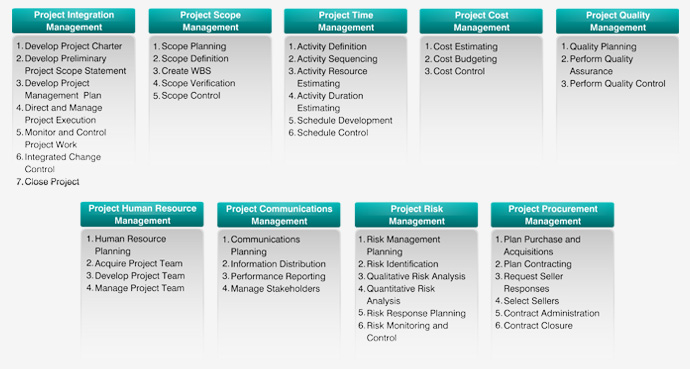 Project Integration
Management
1. Develop Project Charter
2. Develop Preliminary
Project Scope Statement
3. Develop Project
Management Plan
4. Direct and Manage
Project Execution
5. Monitor and Control
Project Work
6. Integrated Change
Control
7. Close Project
Project Scope
Management
1. Scope Planning
2. Scope Definition
3. Create WBS
4. Scope Verification
5. Scope Control
Project Time
Management
1. Activity Definition
2. Activity Sequencing
3. Activity Resource
Estimating
4. Activity Duration
Estimating
5. Schedule Development
6. Schedule Control
Project Cost
Management
1. Cost Estimating
2. Cost Budgeting
3. Cost Control
Project Quality
Management
1. Quality Planning
2. Perform Quality
Assurance
3. Perform Quality Control
Project Human Resource
Management
1. Human Resource
Planning
2. Acquire Project Team
3. Develop Project Team
4. Manage Project Team
Project Communications
Management
1. Communications
Planning
2. Information Distribution
3. Performance Reporting
4. Manage Stakeholders
Project Risk
Management
1. Risk Management
Planning
2. Risk Identification
3. Qualitative Risk Analysis
4. Quantitative Risk
Analysis
5. Risk Response Planning
6. Risk Monitoring and
Control
Project Procurement
Management
1. Plan Purchase and
Acquisitions
2. Plan Contracting
3. Request Seller
Responses
4. Select Sellers
5. Contract Administration
6. Contract Closure